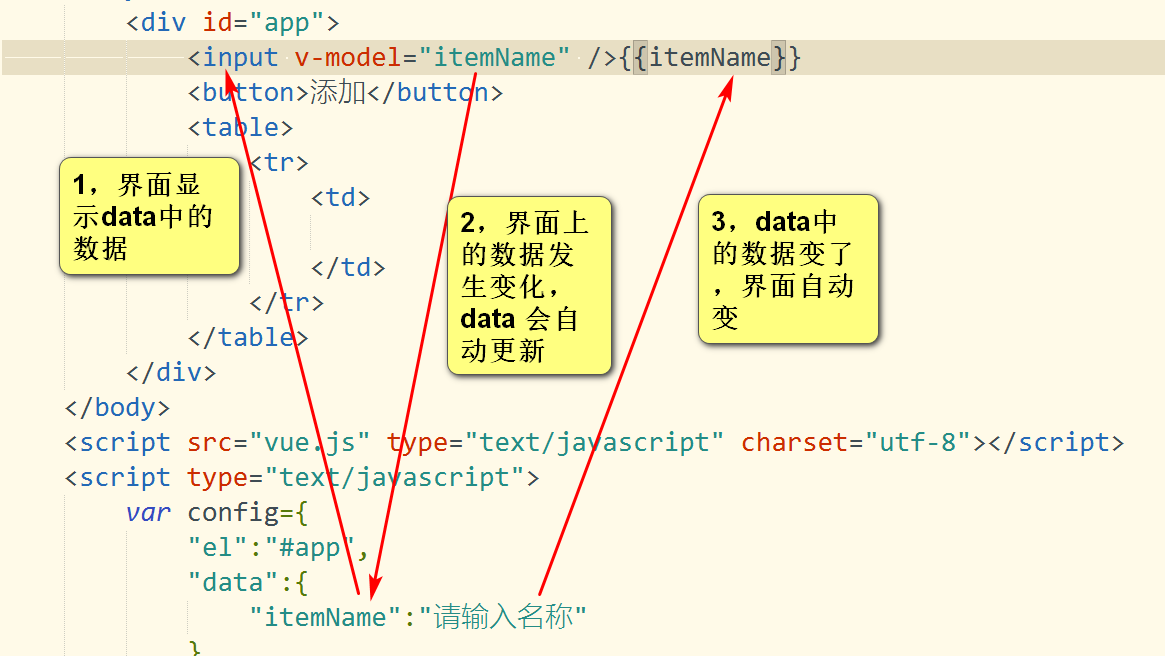 <div id="app">
<input v-model="itemName" />{{itemName}}
<button>添加</button>
<table>
<tr>
<td>
</td>
</tr>
</table>
</div>
</body>
<script src="vue.js" type="text/javascript" charset="utf-8"></script>
<script type="text/javascript">
var config={
"el":"#app",
"data":{
"itemName":"请输入名称"
}
1，界面显
示data中的
数据
2，界面上
的数据发
生变化，
data 会自
动更新
3，data中
的数据变了
，界面自动
变